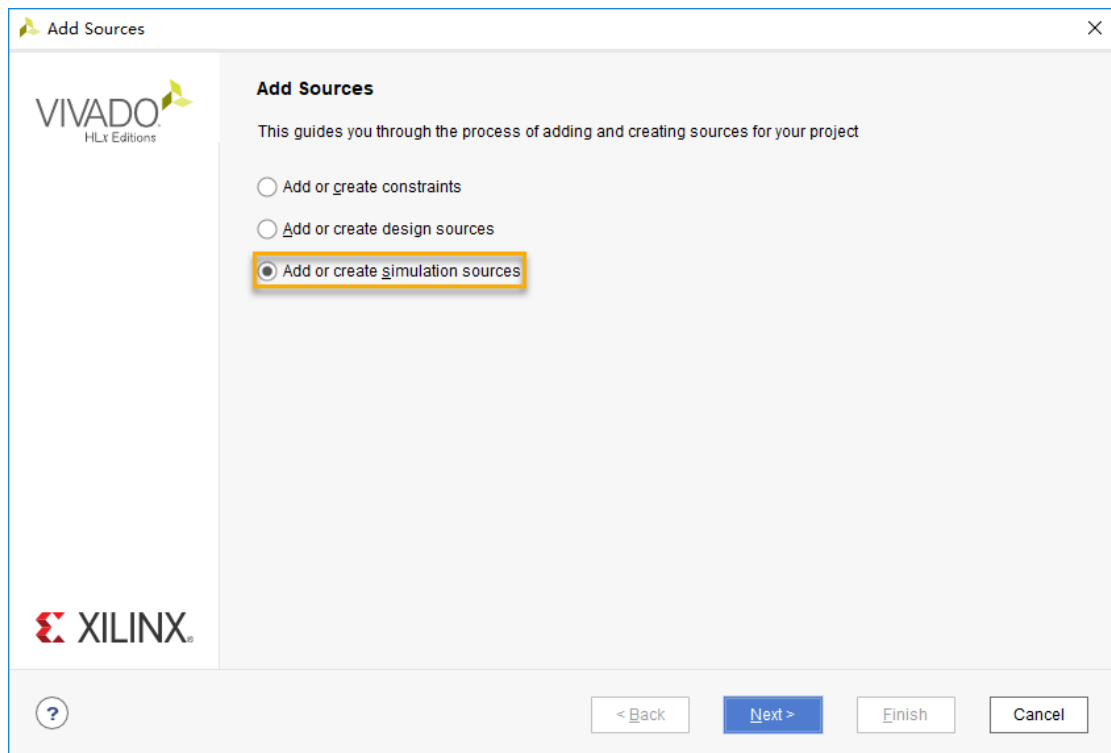 Add Sources
VIVADO
HLx Editions
Add Sources
This guides you through the process of adding and creating sources for your project
Add or create constraints
Add or create design sources
Add or create simulation sources
XILINX®
?
< Back
Next >
Finish
Cancel